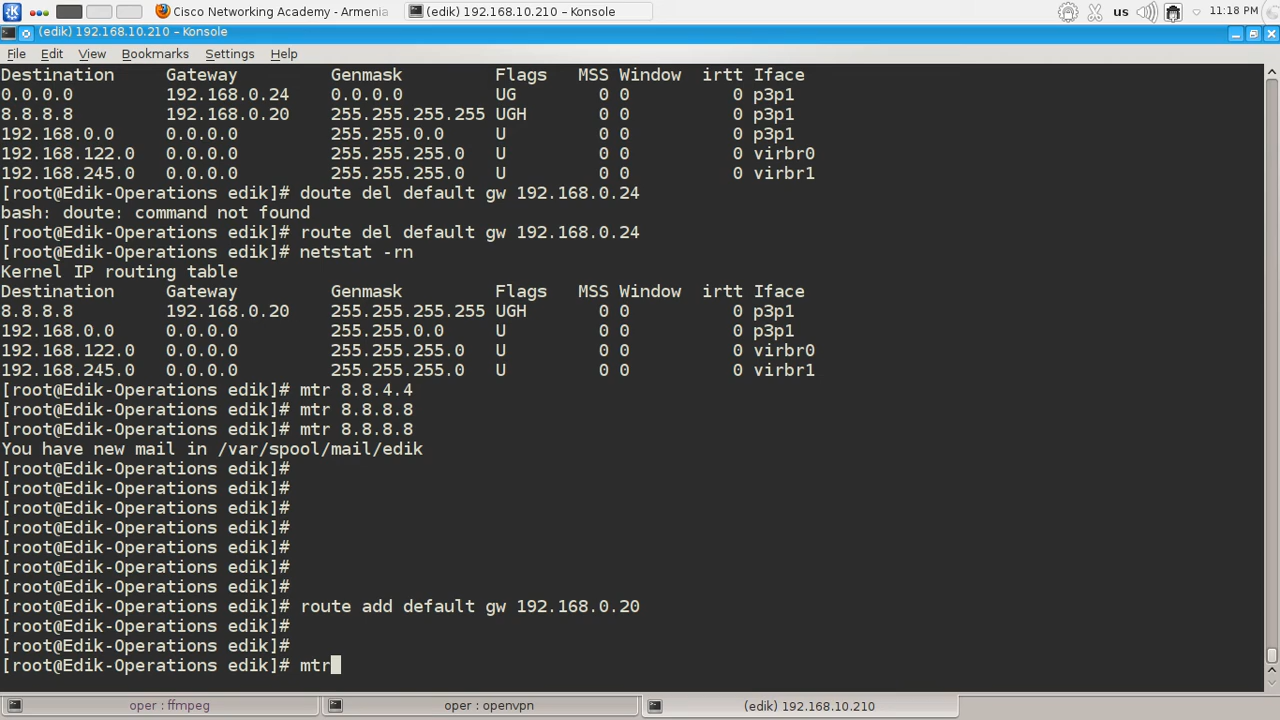 Cisco Networking Academy - Armenia
(edik) 192.168.10.210 – Konsole
us
11:18 PM
(edik) 192.168.10.210 – Konsole
File Edit View Bookmarks Settings Help
Destination Gateway Genmask Flags MSS Window irtt Iface
0.0.0.0 192.168.0.24 0.0.0.0 UG 0 0 0 p3p1
8.8.8.8 192.168.0.20 255.255.255.255 UGH 0 0 0 p3p1
192.168.0.0 0.0.0.0 255.255.0.0 U 0 0 0 p3p1
192.168.122.0 0.0.0.0 255.255.255.0 U 0 0 0 virbr0
192.168.245.0 0.0.0.0 255.255.255.0 U 0 0 0 virbr1
[root@Edik-Operations edik]# doute del default gw 192.168.0.24
bash: doute: command not found
[root@Edik-Operations edik]# route del default gw 192.168.0.24
[root@Edik-Operations edik]# netstat -rn
Kernel IP routing table
Destination Gateway Genmask Flags MSS Window irtt Iface
8.8.8.8 192.168.0.20 255.255.255.255 UGH 0 0 0 p3p1
192.168.0.0 0.0.0.0 255.255.0.0 U 0 0 0 p3p1
192.168.122.0 0.0.0.0 255.255.255.0 U 0 0 0 virbr0
192.168.245.0 0.0.0.0 255.255.255.0 U 0 0 0 virbr1
[root@Edik-Operations edik]# mtr 8.8.4.4
[root@Edik-Operations edik]# mtr 8.8.8.8
[root@Edik-Operations edik]# mtr 8.8.8.8
You have new mail in /var/spool/mail/edik
[root@Edik-Operations edik]#
[root@Edik-Operations edik]#
[root@Edik-Operations edik]#
[root@Edik-Operations edik]#
[root@Edik-Operations edik]#
[root@Edik-Operations edik]#
[root@Edik-Operations edik]#
[root@Edik-Operations edik]# route add default gw 192.168.0.20
[root@Edik-Operations edik]#
[root@Edik-Operations edik]#
[root@Edik-Operations edik]# mtr
oper : ffmpeg
oper : openvpn
(edik) 192.168.10.210